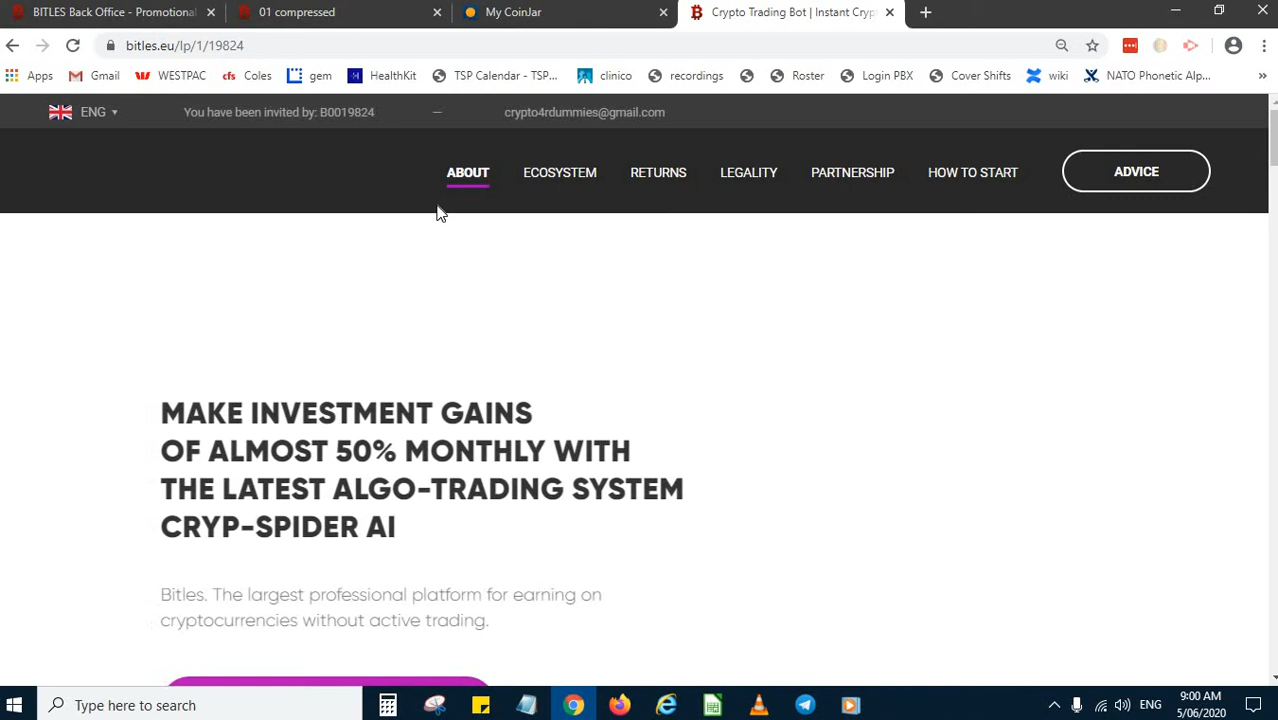 BITLES Back Office - Promotional
01 compressed
My CoinJar
Crypto Trading Bot | Instant Cryp
bitles.eu/lp/1/19824
Apps
Gmail
WESTPAC
cfs Coles
gem
HealthKit
TSP Calendar - TSP...
clinico
recordings
Roster
Login PBX
Cover Shifts
wiki
NATO Phonetic Alp...
»
ENG
You have been invited by: B0019824 — crypto4rdummies@gmail.com
ABOUT
ECOSYSTEM
RETURNS
LEGALITY
PARTNERSHIP
HOW TO START
ADVICE
MAKE INVESTMENT GAINS
OF ALMOST 50% MONTHLY WITH
THE LATEST ALGO-TRADING SYSTEM
CRYP-SPIDER AI
Bitles. The largest professional platform for earning on
cryptocurrencies without active trading.
Type here to search
ENG
9:00 AM
5/06/2020